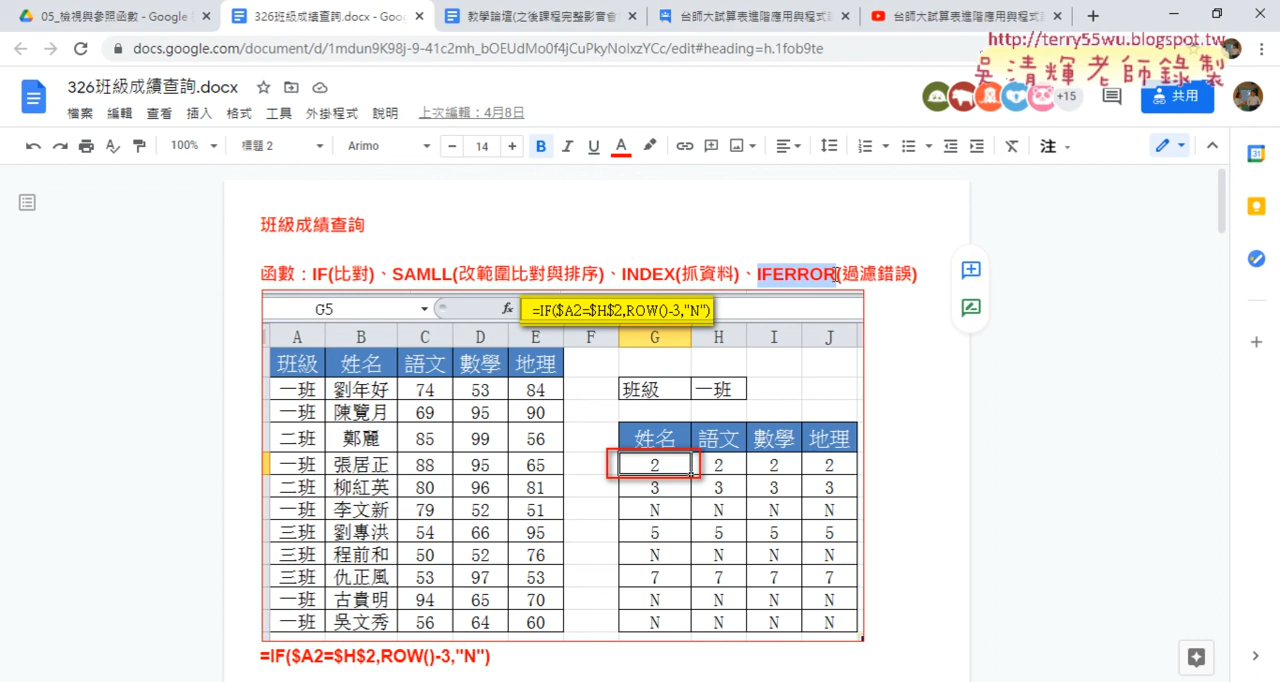 05_檢視與參照函數 - Google
326班級成績查詢.docx - Goo
教學論壇(之後課程完整影音會
台師大試算表進階應用與程式
台師大試算表進階應用與程式
docs.google.com/document/d/1mdun9K98j-9-41c2mh_bOEUdMo0f4jCuPkyNoIxzYCc/edit#heading=h.1fob9te
http://terry55wu.blogspot.tw
吳清輝老師錄製
326班級成績查詢.docx
檔案 編輯 查看 插入 格式 工具 外掛程式 說明 上次編輯：4月8日
+15 共用
100% 標題 2 Arimo 14 B I U A 注
班級成績查詢
函數：IF(比對)、SAMLL(改範圍比對與排序)、INDEX(抓資料)、IFERROR(過濾錯誤)
G5 fx =IF($A2=$H$2,ROW()-3,"N")
A B C D E F G H I J
班級 姓名 語文 數學 地理
一班 劉年好 74 53 84 班級 一班
一班 陳覽月 69 95 90
二班 鄭麗 85 99 56 姓名 語文 數學 地理
一班 張居正 88 95 65 2 2 2 2
二班 柳紅英 80 96 81 3 3 3 3
一班 李文新 79 52 51 N N N N
三班 劉專洪 54 66 95 5 5 5 5
三班 程前和 50 52 76 N N N N
三班 仇正風 53 97 53 7 7 7 7
一班 古貴明 94 65 70 N N N N
一班 吳文秀 56 64 60 N N N N
=IF($A2=$H$2,ROW()-3,"N")